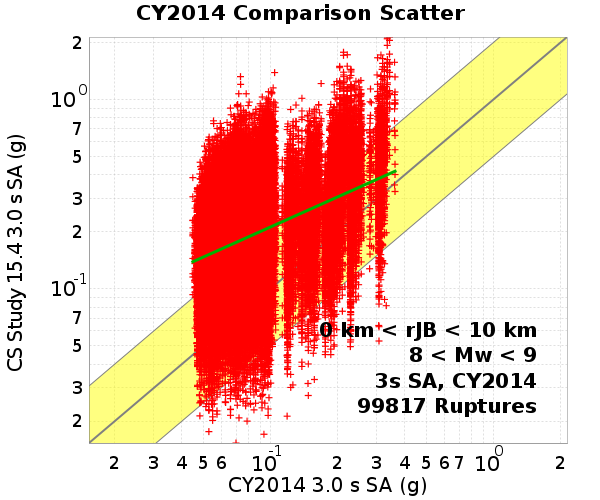 CY2014 Comparison Scatter
CS Study 15.4 3.0 s SA (g)
2
10^0
7
5
3
2
10^-1
7
5
3
2
0 km < rJB < 10 km
8 < Mw < 9
3s SA, CY2014
99817 Ruptures
2 3 4 5 6 10^-1 2 3 4 5 6 7 10^0 2
CY2014 3.0 s SA (g)